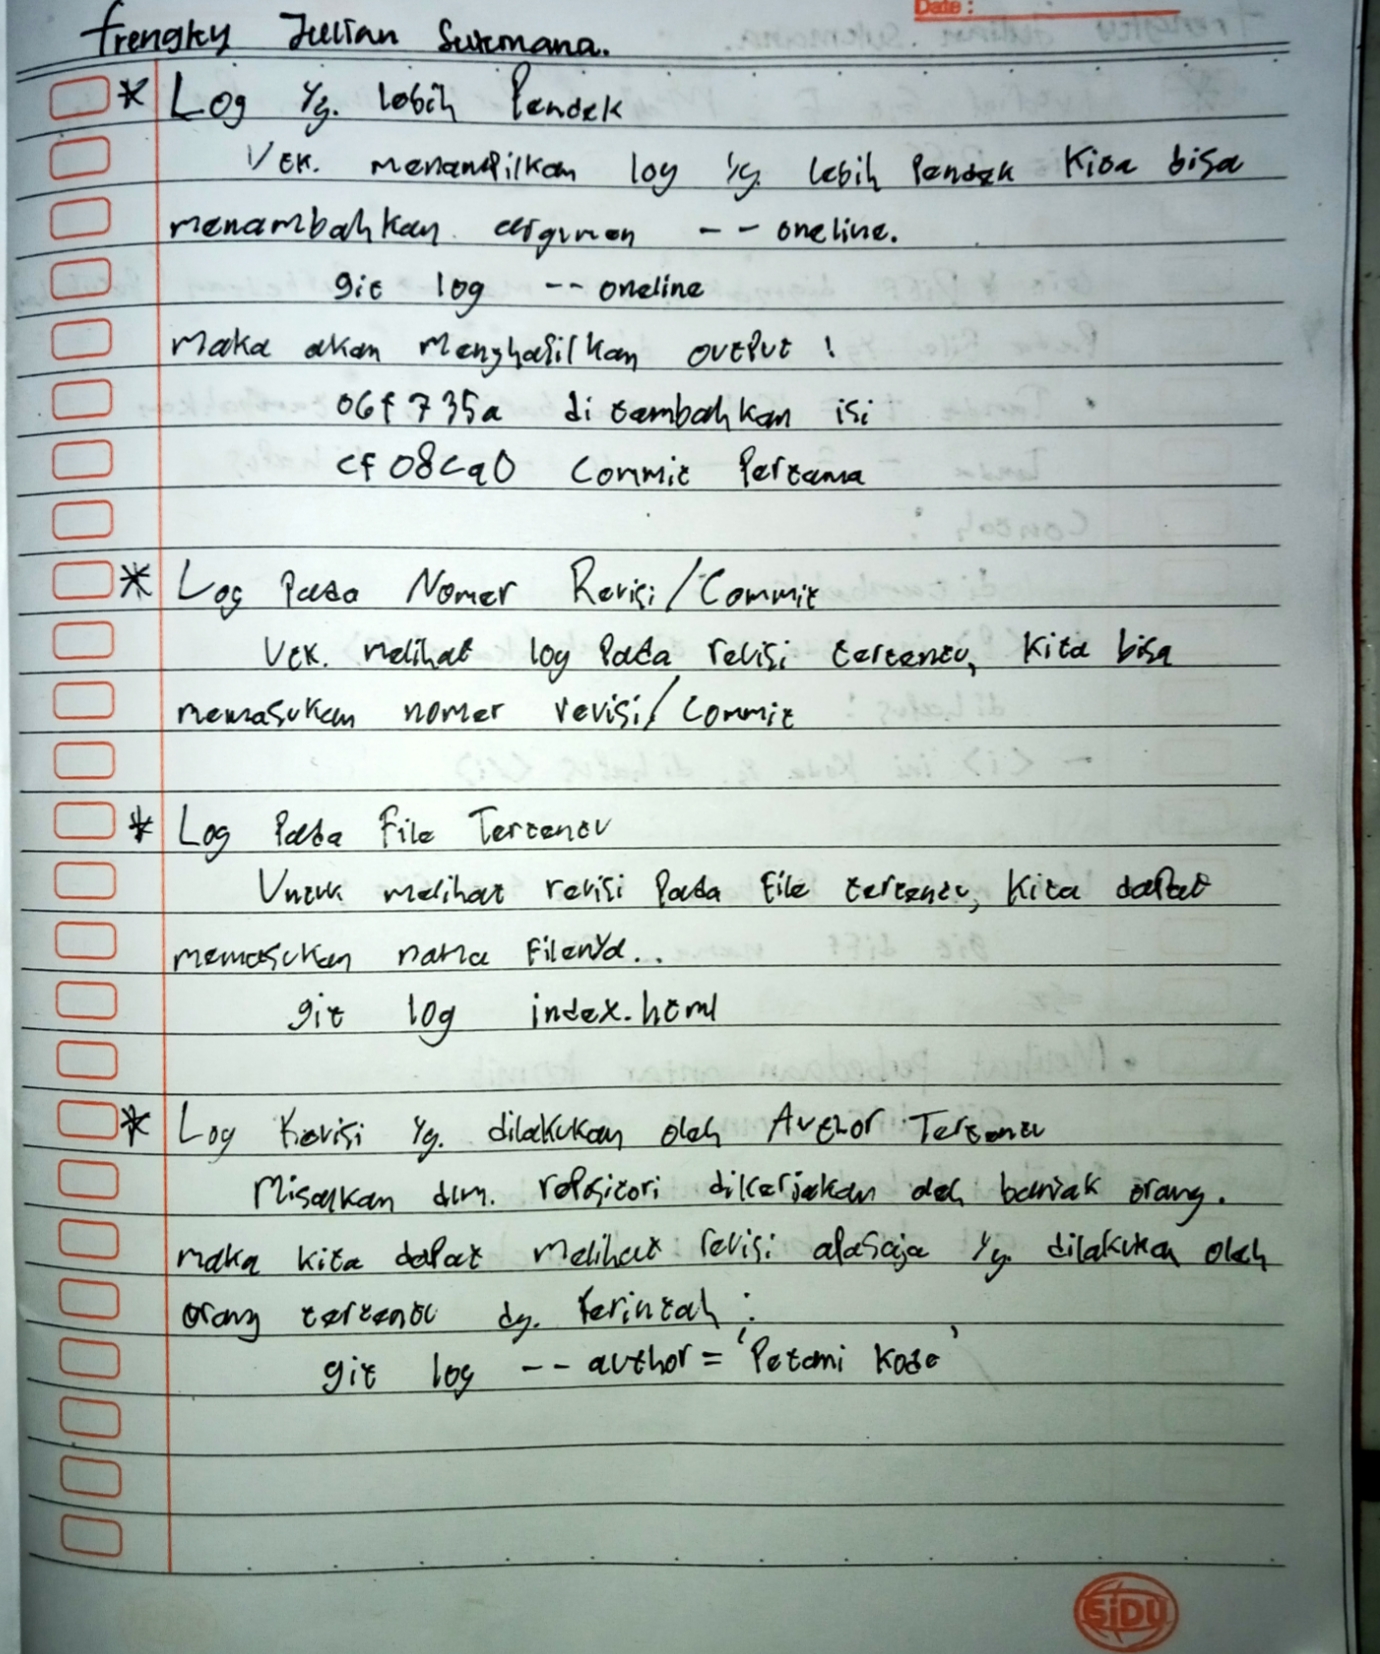 Date :
Frengky Julian Sukmana.
* Log Yg. lebih Pendek
Utk. menampilkan log Yg. lebih Pendek Kita bisa
menambahkan argumen -- oneline.
git log -- oneline
Maka akan Menghasilkan output :
06f735a ditambahkan isi
cf08ca0 Commit Pertama
* Log Pada Nomer Revisi/Commit
Utk. melihat log Pada revisi tertentu, Kita bisa
memasukan nomer revisi/Commit
* Log Pada File Tertentu
Untuk melihat revisi Pada File tertentu, Kita dapat
memasukan nama FilenYa..
git log index.html
* Log Revisi Yg. dilakukan oleh Author Tertentu
Misalkan dlm. repositori dikerjakan oleh banyak orang.
maka kita dapat melihat revisi apasaja Yg. dilakukan oleh
orang tertentu dg. Perintah :
git log -- author = 'Petani Kode'
SiDU